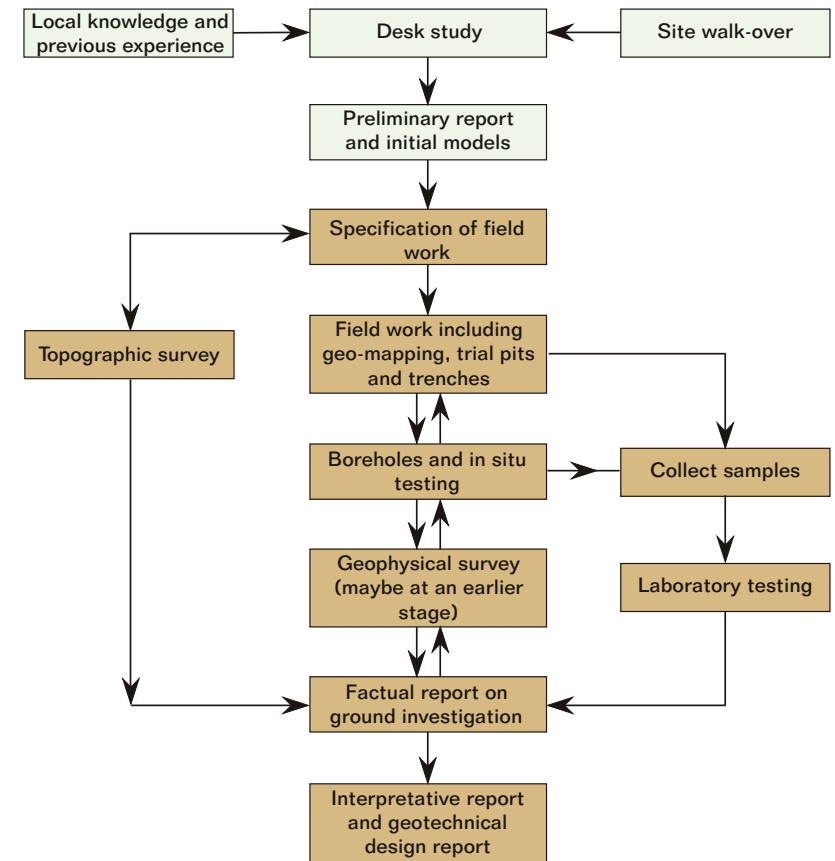 Local knowledge and
previous experience
Desk study
Site walk-over
Preliminary report
and initial models
Specification of field
work
Topographic survey
Field work including
geo-mapping, trial pits
and trenches
Boreholes and in situ
testing
Collect samples
Geophysical survey
(maybe at an earlier
stage)
Laboratory testing
Factual report on
ground investigation
Interpretative report
and geotechnical
design report